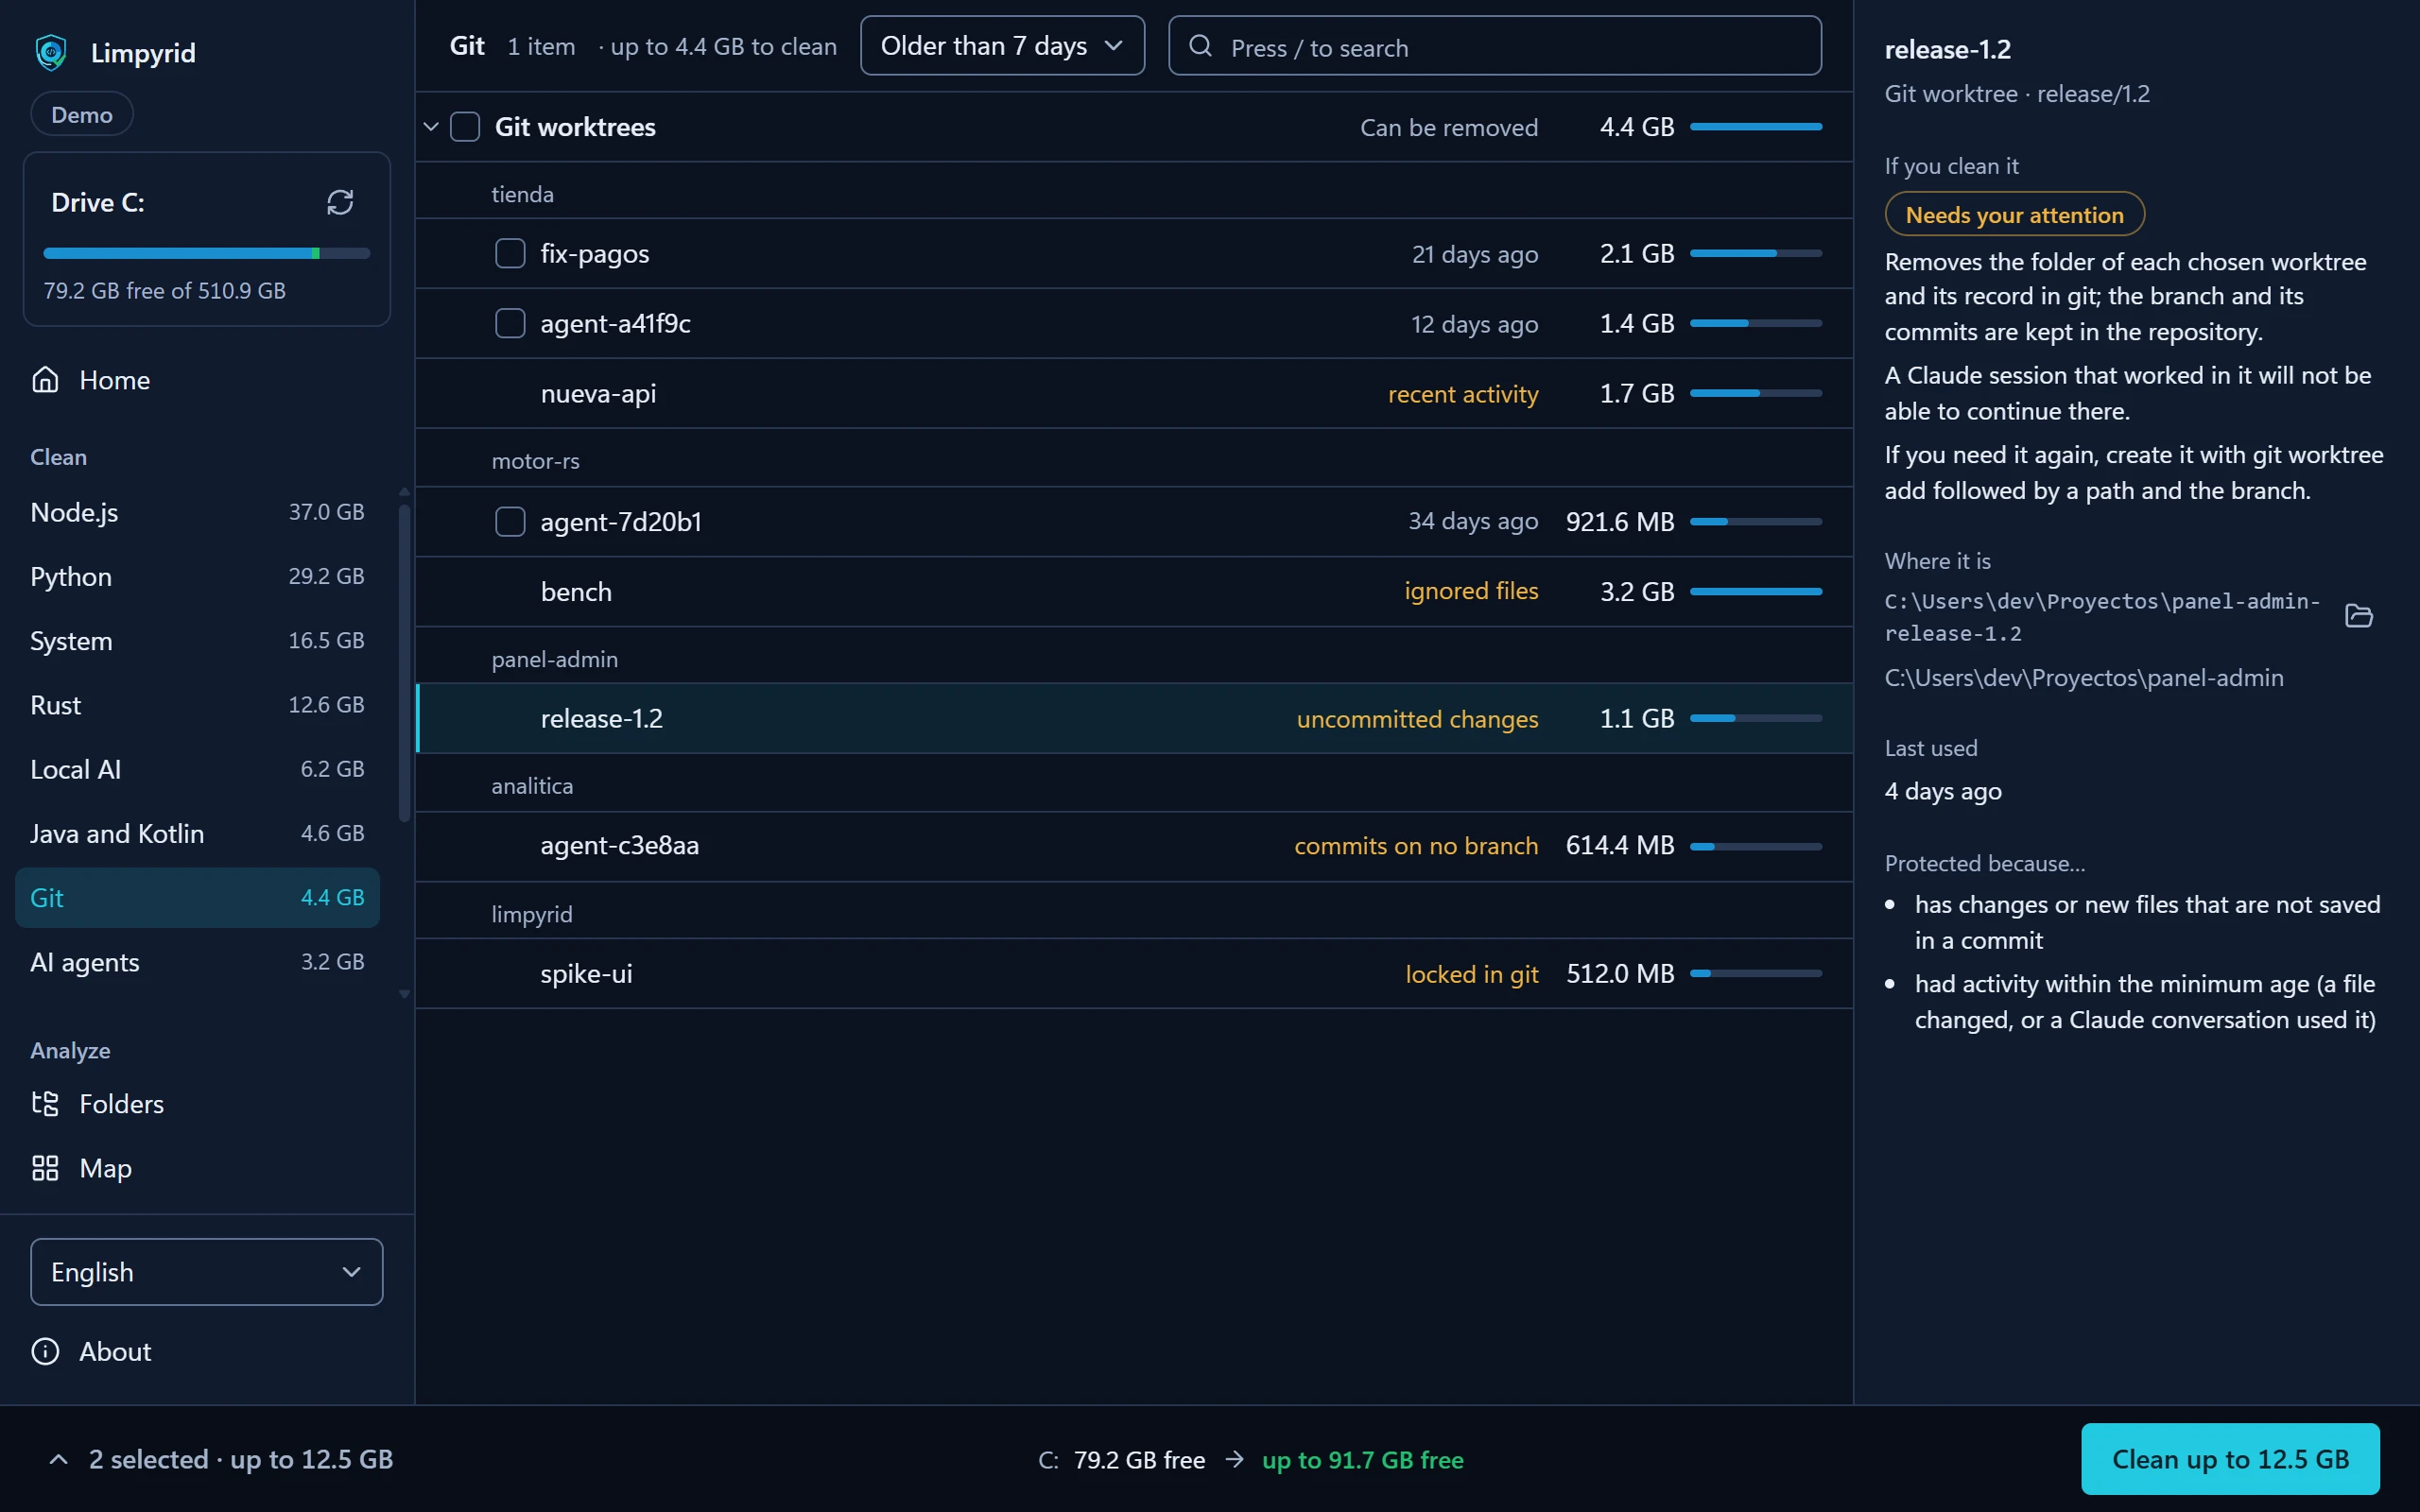 Limpyrid
Demo
Drive C:
79.2 GB free of 510.9 GB
Home
Clean
Node.js 37.0 GB
Python 29.2 GB
System 16.5 GB
Rust 12.6 GB
Local AI 6.2 GB
Java and Kotlin 4.6 GB
Git 4.4 GB
AI agents 3.2 GB
Analyze
Folders
Map
English
About
Git 1 item · up to 4.4 GB to clean Older than 7 days Press / to search
Git worktrees Can be removed 4.4 GB
tienda
fix-pagos 21 days ago 2.1 GB
agent-a41f9c 12 days ago 1.4 GB
nueva-api recent activity 1.7 GB
motor-rs
agent-7d20b1 34 days ago 921.6 MB
bench ignored files 3.2 GB
panel-admin
release-1.2 uncommitted changes 1.1 GB
analitica
agent-c3e8aa commits on no branch 614.4 MB
limpyrid
spike-ui locked in git 512.0 MB
release-1.2
Git worktree · release/1.2
If you clean it
Needs your attention
Removes the folder of each chosen worktree
and its record in git; the branch and its
commits are kept in the repository.
A Claude session that worked in it will not be
able to continue there.
If you need it again, create it with git worktree
add followed by a path and the branch.
Where it is
C:\Users\dev\Proyectos\panel-admin-
release-1.2
C:\Users\dev\Proyectos\panel-admin
Last used
4 days ago
Protected because...
• has changes or new files that are not saved
in a commit
• had activity within the minimum age (a file
changed, or a Claude conversation used it)
2 selected · up to 12.5 GB
C: 79.2 GB free → up to 91.7 GB free
Clean up to 12.5 GB